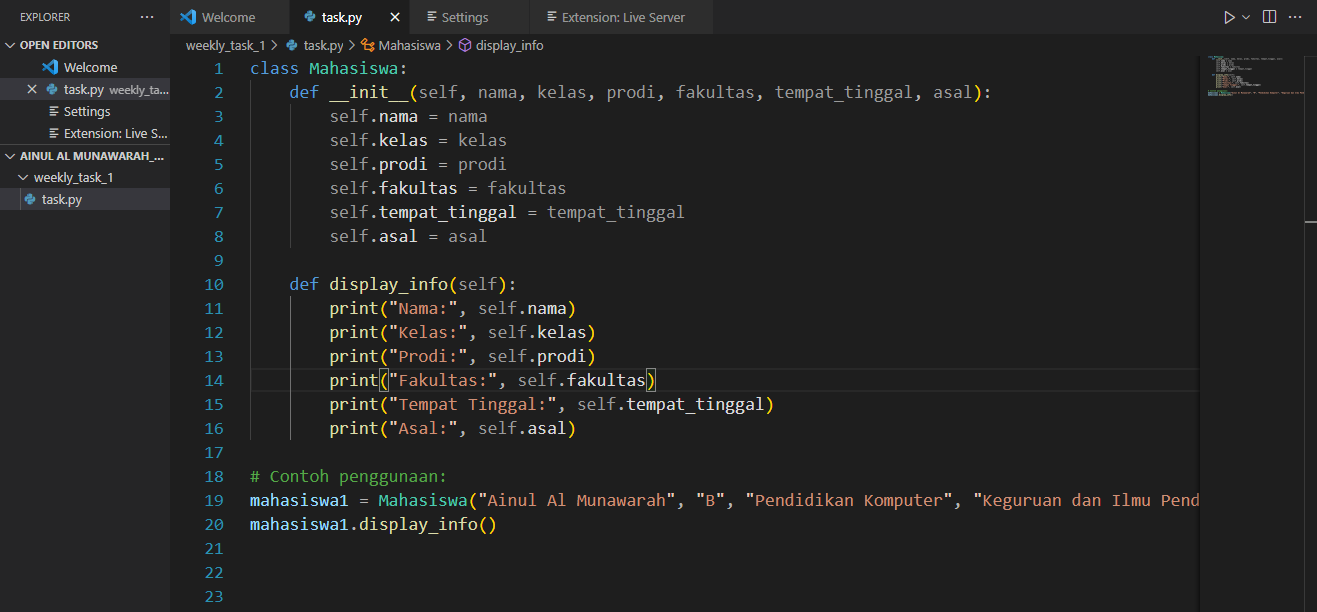 EXPLORER ...
OPEN EDITORS
Welcome
task.py weekly_ta...
Settings
Extension: Live S...
AINUL AL MUNAWARAH_...
weekly_task_1
task.py
Welcome task.py Settings Extension: Live Server
weekly_task_1 > task.py > Mahasiswa > display_info
1 class Mahasiswa:
2 def __init__(self, nama, kelas, prodi, fakultas, tempat_tinggal, asal):
3 self.nama = nama
4 self.kelas = kelas
5 self.prodi = prodi
6 self.fakultas = fakultas
7 self.tempat_tinggal = tempat_tinggal
8 self.asal = asal
9
10 def display_info(self):
11 print("Nama:", self.nama)
12 print("Kelas:", self.kelas)
13 print("Prodi:", self.prodi)
14 print("Fakultas:", self.fakultas)
15 print("Tempat Tinggal:", self.tempat_tinggal)
16 print("Asal:", self.asal)
17
18 # Contoh penggunaan:
19 mahasiswa1 = Mahasiswa("Ainul Al Munawarah", "B", "Pendidikan Komputer", "Keguruan dan Ilmu Pend
20 mahasiswa1.display_info()
21
22
23